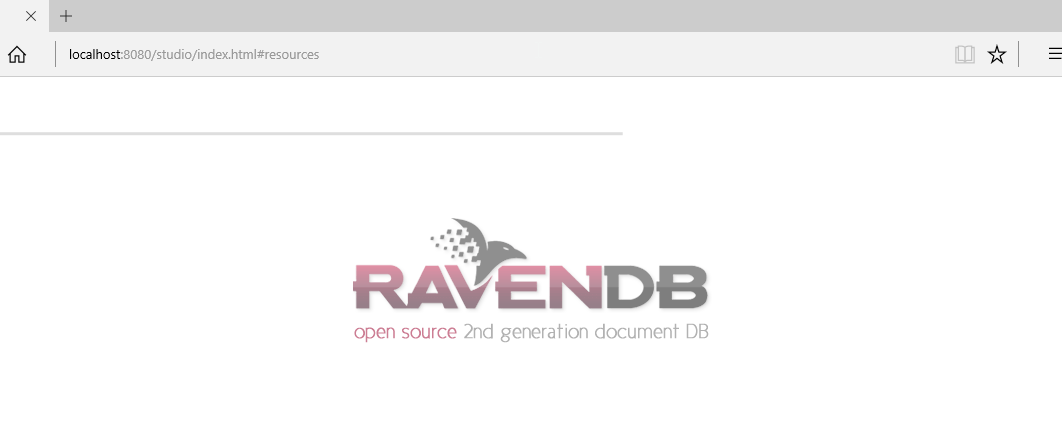 localhost:8080/studio/index.html#resources
RAVENDB
open source 2nd generation document DB